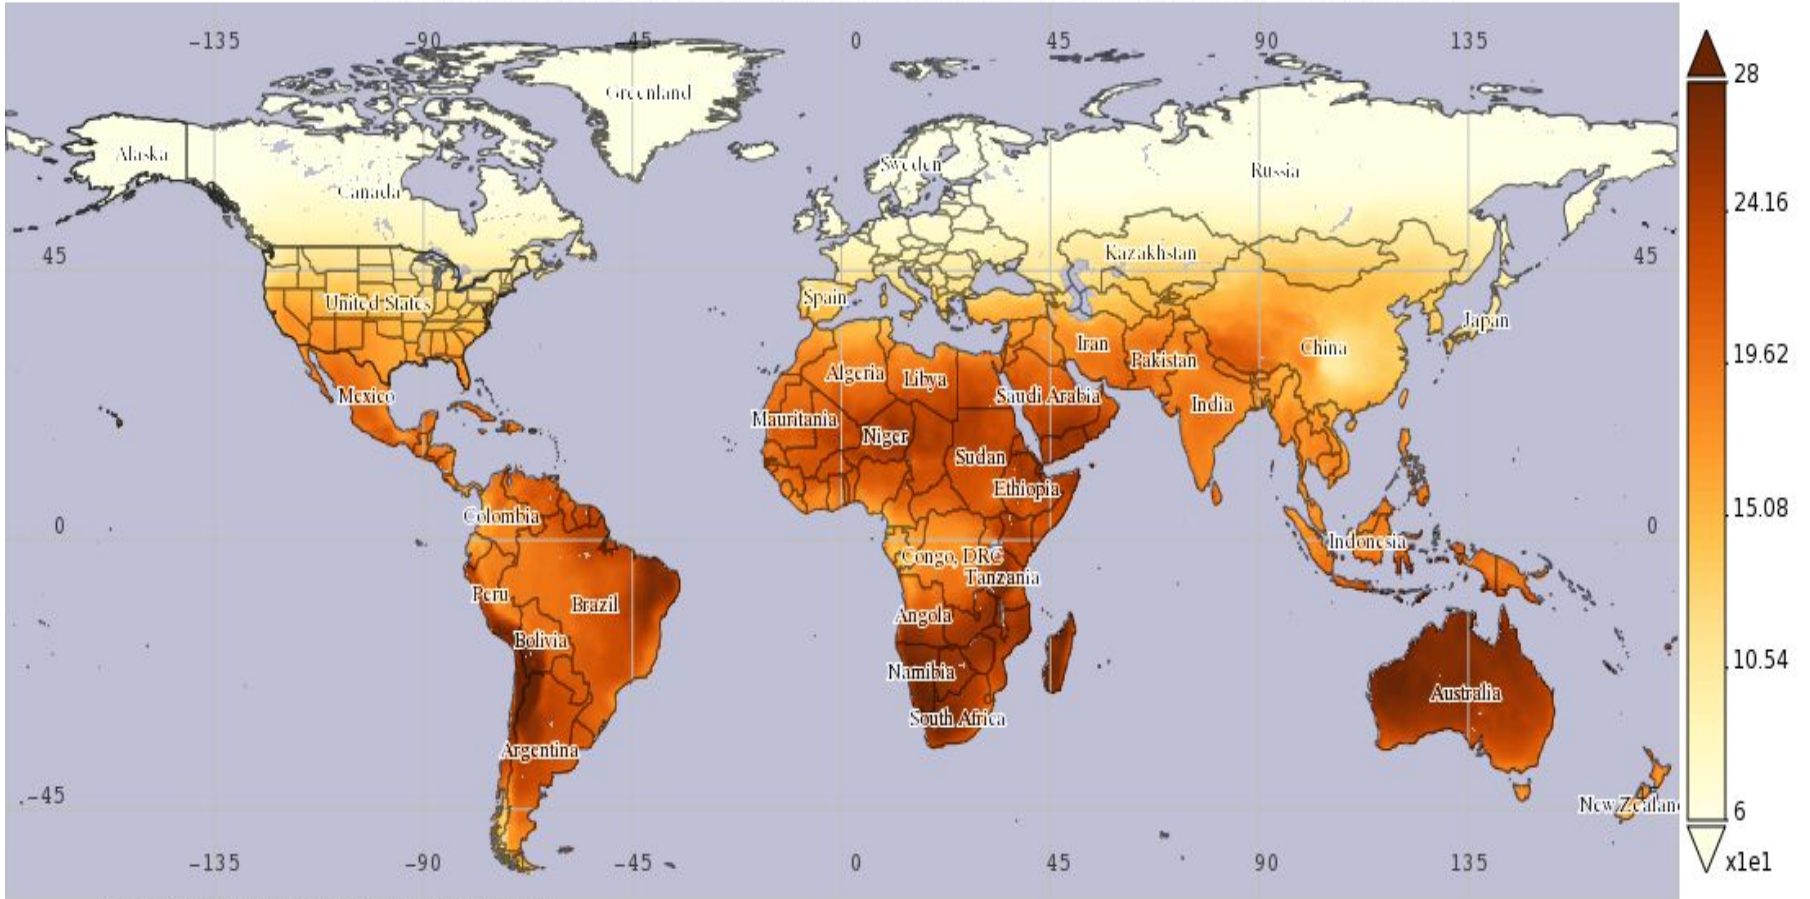 -135
-90
-45
0
45
90
135
28
Greenland
Alaska
Sweden
Russia
Canada
24.16
45
Kazakhstan
45
United States
Spain
Japan
Iran
China
Pakistan
19.62
Algeria
Libya
Mexico
Saudi Arabia
India
Mauritania
Niger
Sudan
Ethiopia
15.08
Colombia
0
0
Indonesia
Congo, DRC
Tanzania
Peru
Brazil
Angola
Bolivia
10.54
Namibia
Australia
South Africa
Argentina
-45
New Zealan
6
-135
-90
-45
0
45
90
135
x1e1